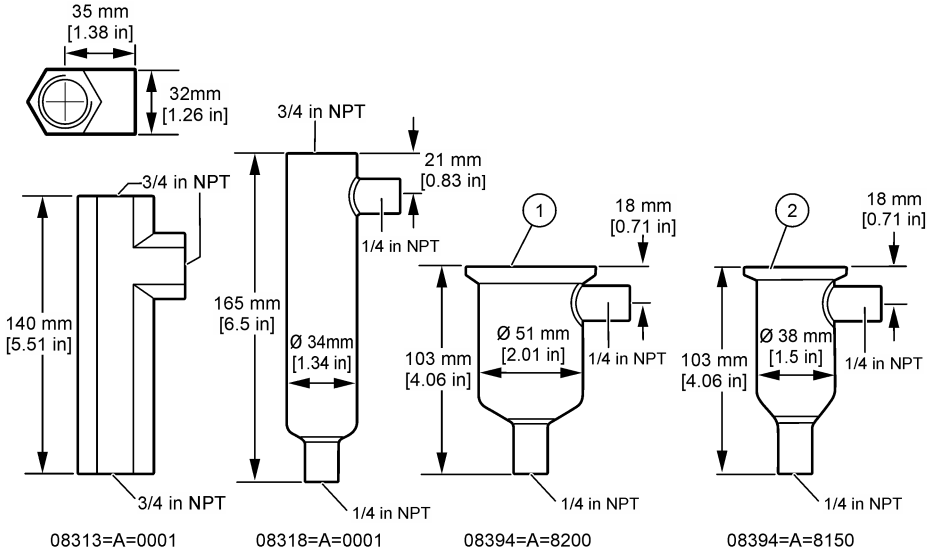 35 mm
[1.38 in]
32mm
[1.26 in]
3/4 in NPT
140 mm
[5.51 in]
3/4 in NPT
08313=A=0001
3/4 in NPT
21 mm
[0.83 in]
1/4 in NPT
165 mm
[6.5 in]
Ø 34mm
[1.34 in]
1/4 in NPT
08318=A=0001
1
18 mm
[0.71 in]
Ø 51 mm
[2.01 in]
1/4 in NPT
103 mm
[4.06 in]
1/4 in NPT
08394=A=8200
2
18 mm
[0.71 in]
Ø 38 mm
[1.5 in]
1/4 in NPT
103 mm
[4.06 in]
1/4 in NPT
08394=A=8150